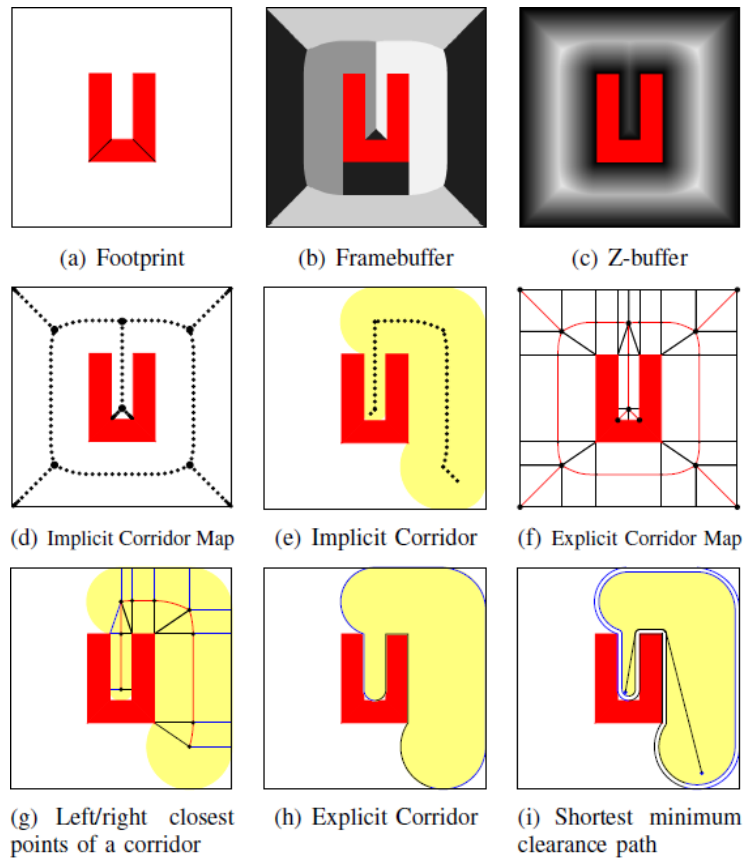 (a) Footprint
(b) Framebuffer
(c) Z-buffer
(d) Implicit Corridor Map
(e) Implicit Corridor
(f) Explicit Corridor Map
(g) Left/right closest
points of a corridor
(h) Explicit Corridor
(i) Shortest minimum
clearance path